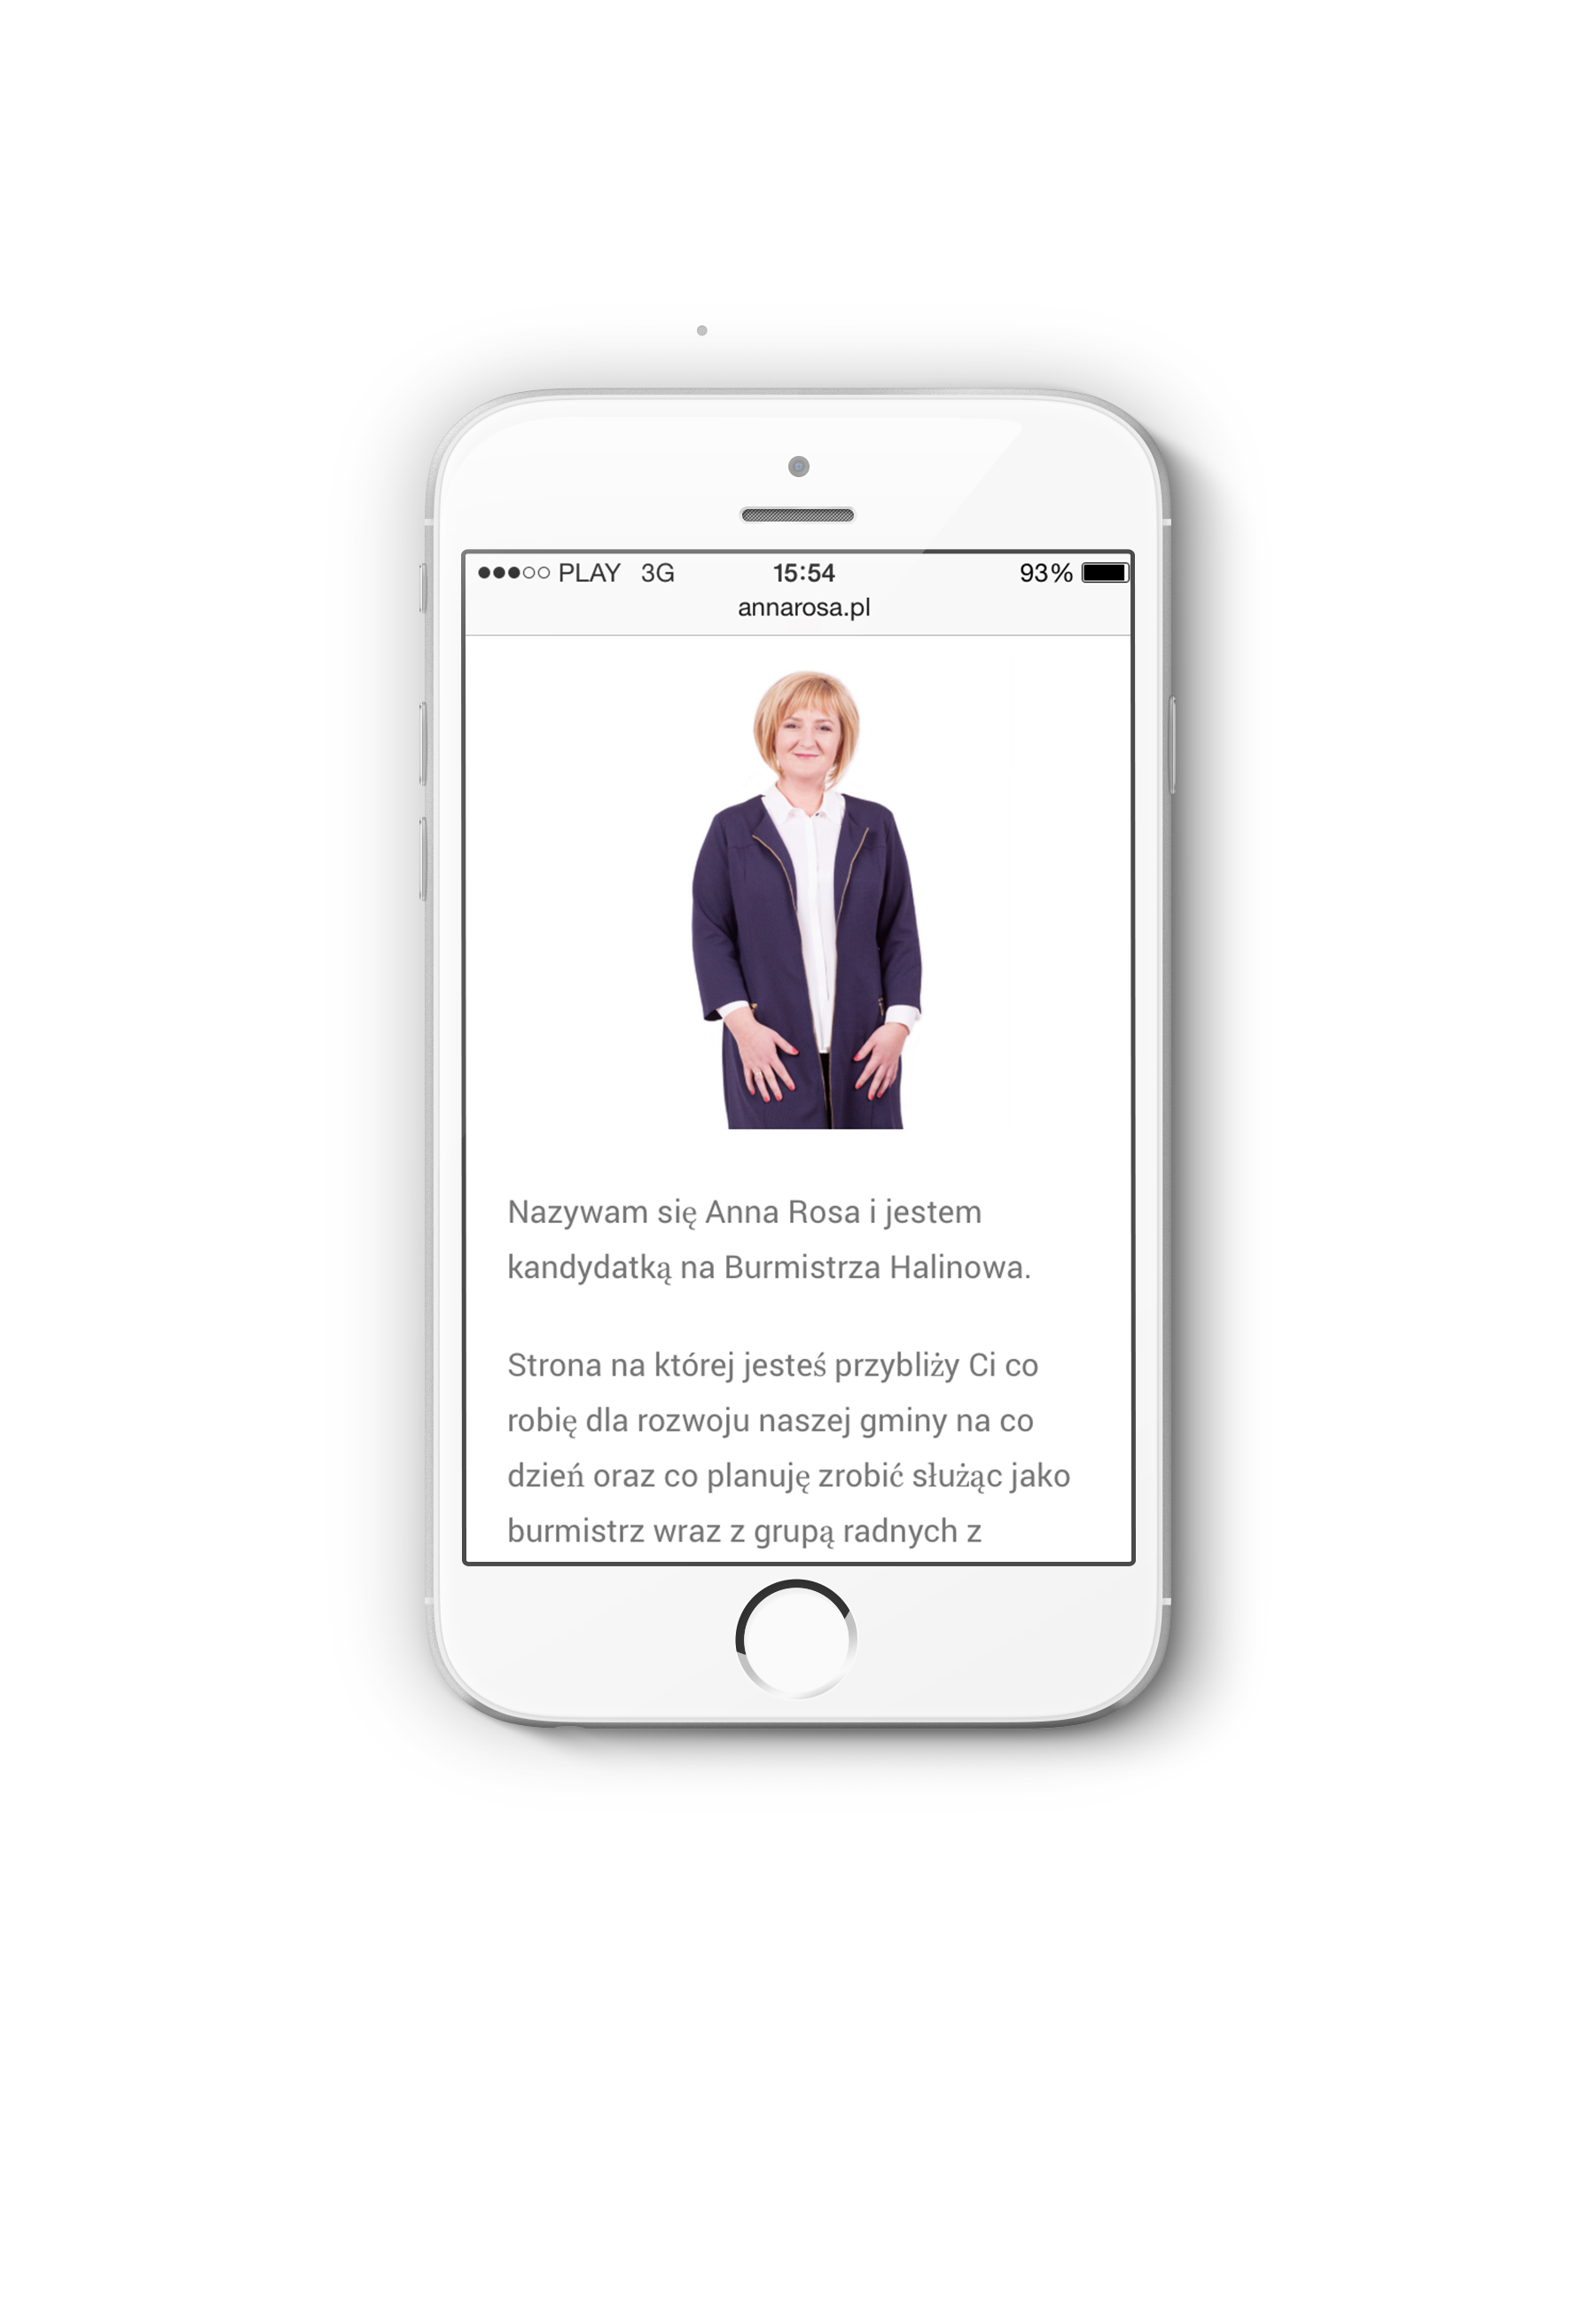 PLAY 3G 15:54 93%
annarosa.pl
Nazywam się Anna Rosa i jestem
kandydatką na Burmistrza Halinowa.
Strona na której jesteś przybliży Ci co
robię dla rozwoju naszej gminy na co
dzień oraz co planuję zrobić służąc jako
burmistrz wraz z grupą radnych z